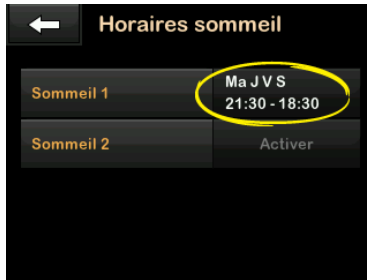 Horaires sommeil
Sommeil 1
Ma J V S
21:30 - 18:30
Sommeil 2
Activer